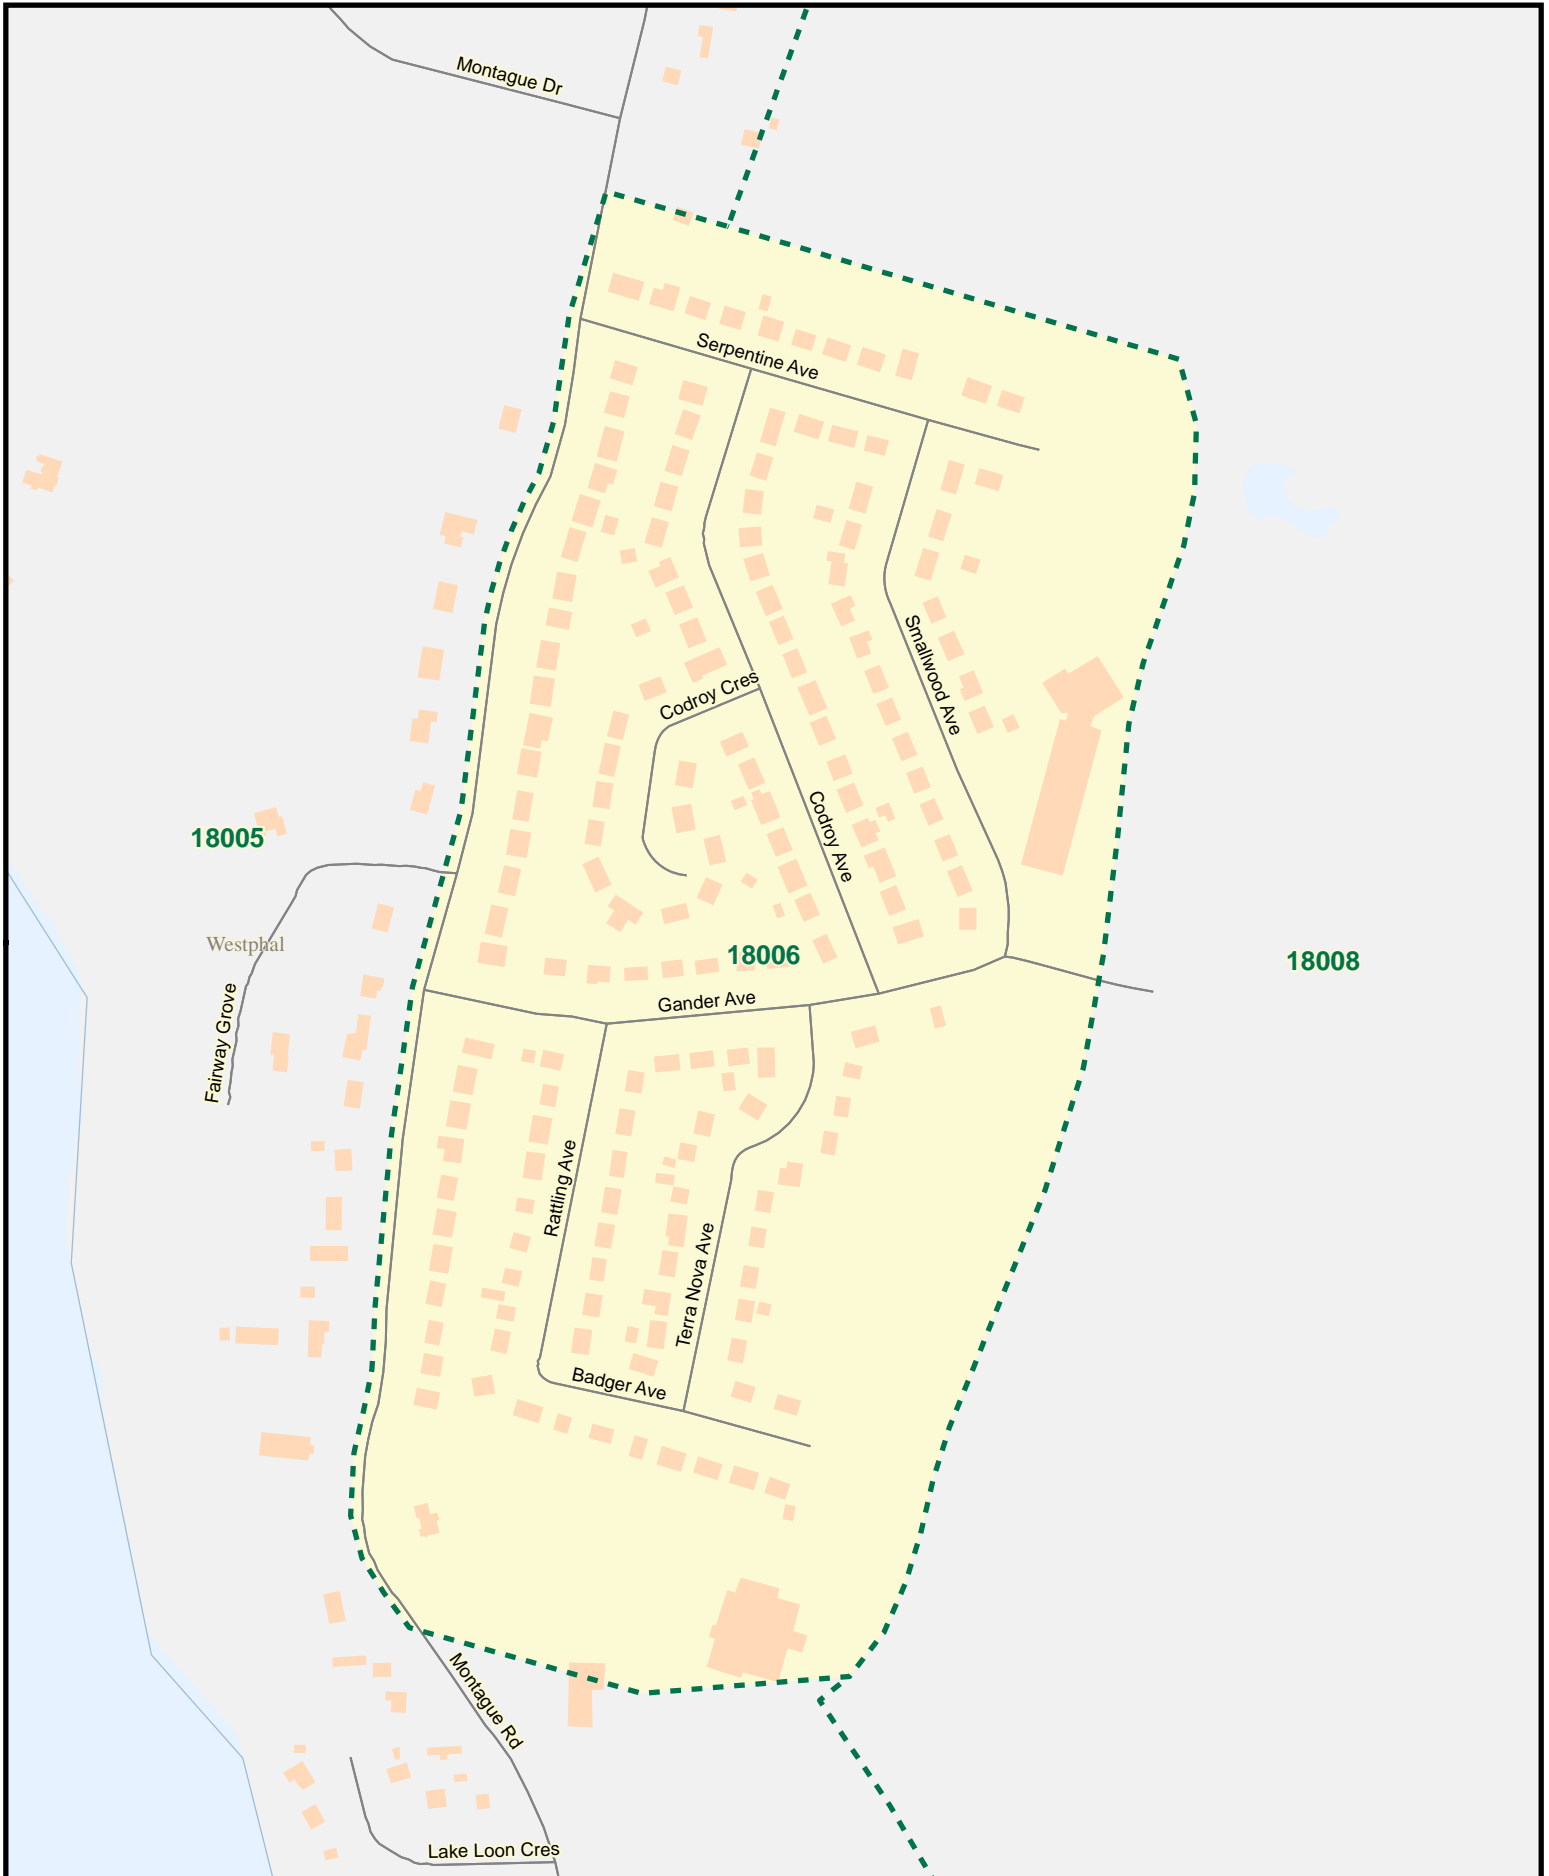 Montague Dr
Serpentine Ave
Smallwood Ave
Codroy Cres
Codroy Ave
18005
Westphal
18006
18008
Gander Ave
Fairway Grove
Rattling Ave
Terra Nova Ave
Badger Ave
Montague Rd
Lake Loon Cres